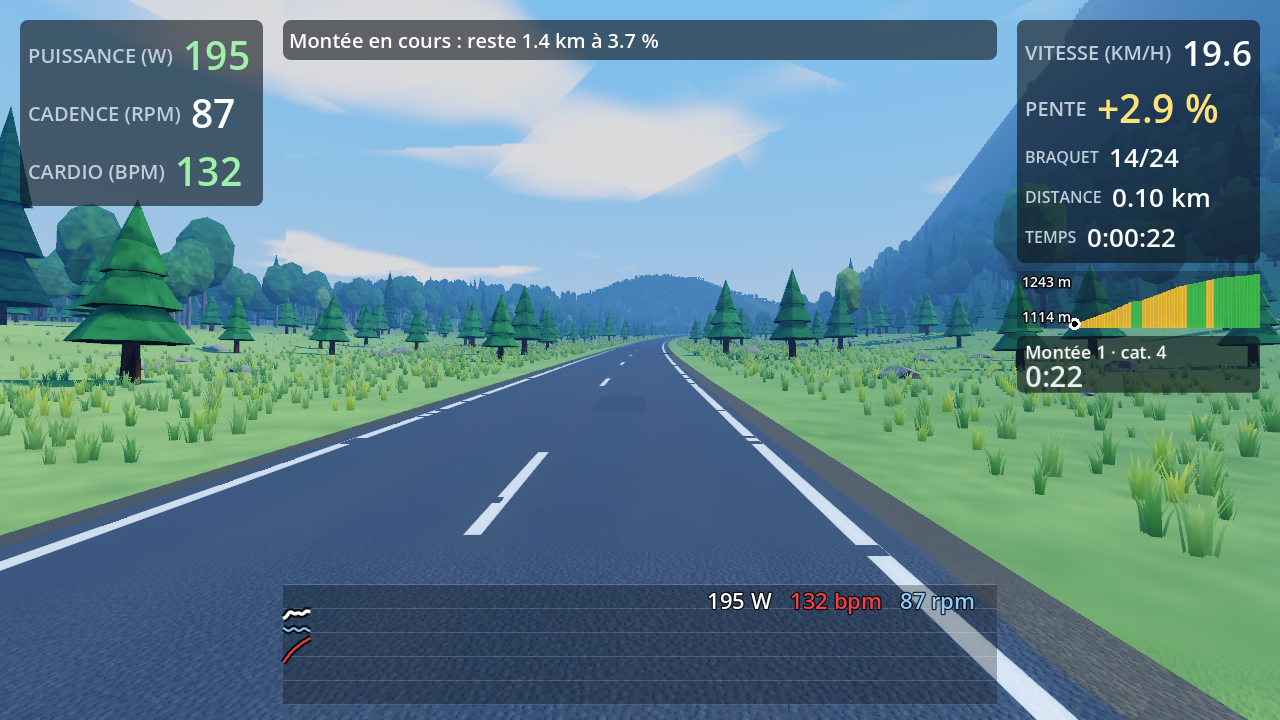 PUISSANCE (W) 195
CADENCE (RPM) 87
CARDIO (BPM) 132
Montée en cours : reste 1.4 km à 3.7 %
VITESSE (KM/H) 19.6
PENTE +2.9 %
BRAQUET 14/24
DISTANCE 0.10 km
TEMPS 0:00:22
1243 m
1114 m
Montée 1 · cat. 4
0:22
195 W 132 bpm 87 rpm